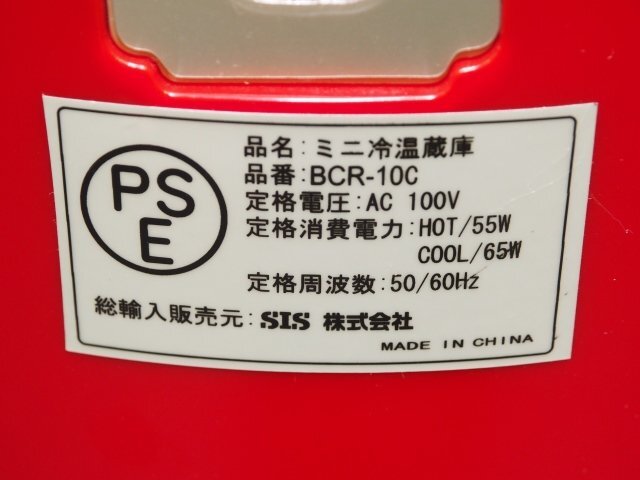 PS
E
品名:ミニ冷温蔵庫
品番:BCR-10C
定格電圧:AC 100V
定格消費電力:HOT/55W
COOL/65W
定格周波数:50/60Hz
総輸入販売元:SIS 株式会社
MADE IN CHINA